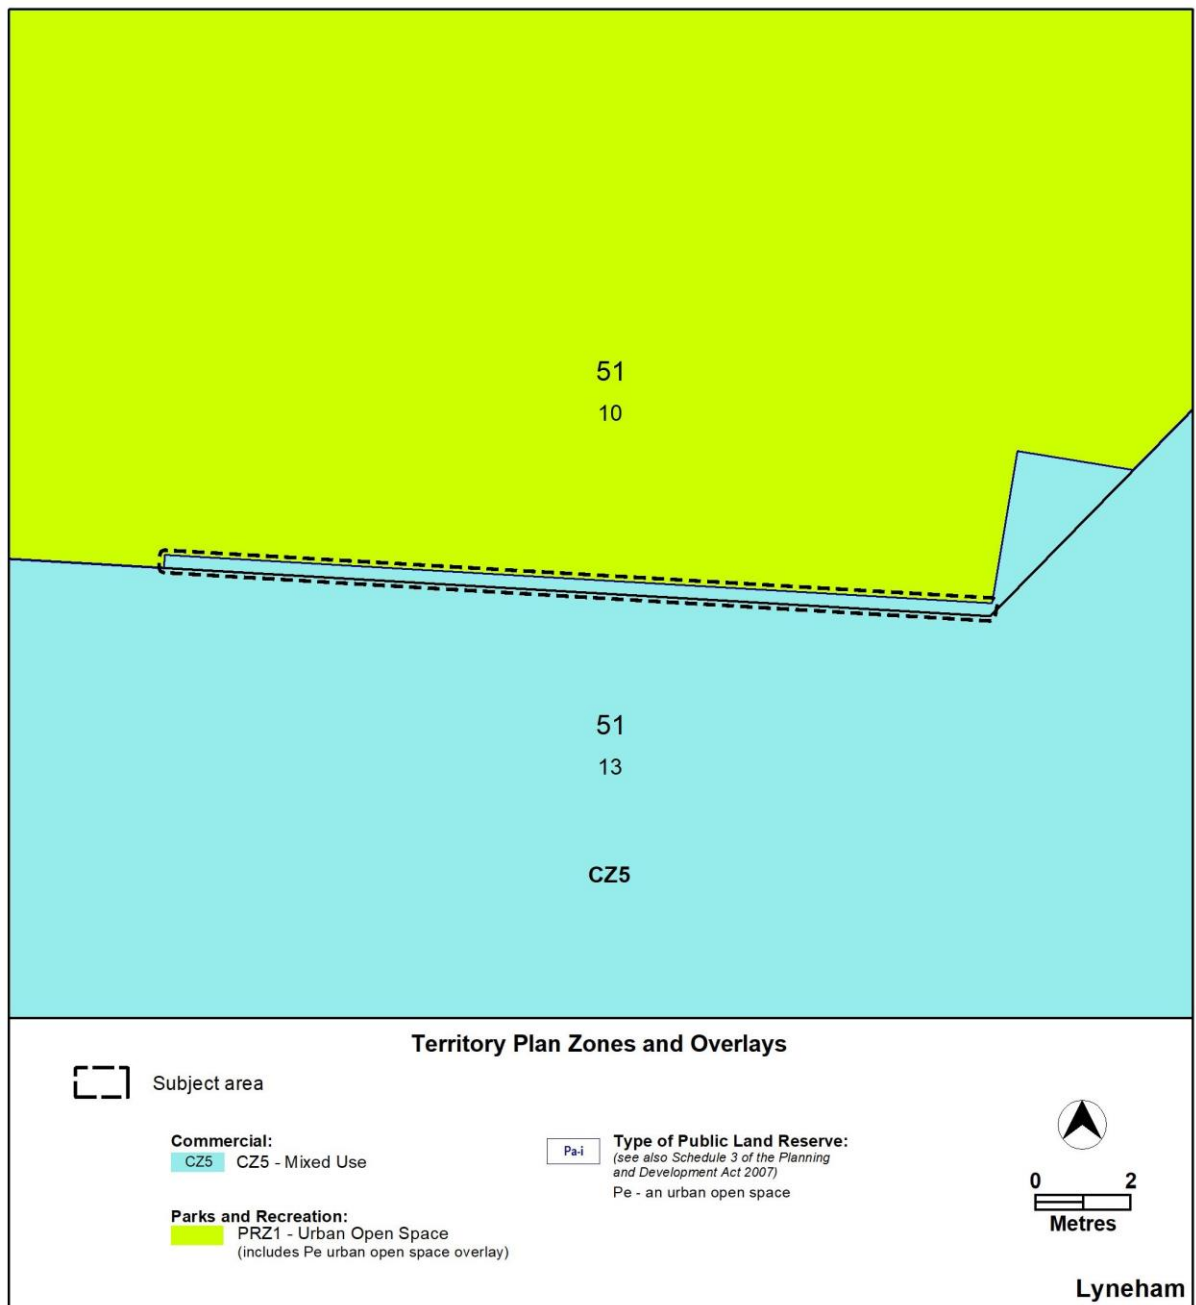 51
10
51
13
CZ5
Territory Plan Zones and Overlays
Subject area
Commercial:
CZ5 CZ5 - Mixed Use
Parks and Recreation:
PRZ1 - Urban Open Space
(includes Pe urban open space overlay)
Pa-i
Type of Public Land Reserve:
(see also Schedule 3 of the Planning
and Development Act 2007)
Pe - an urban open space
0 2
Metres
Lyneham